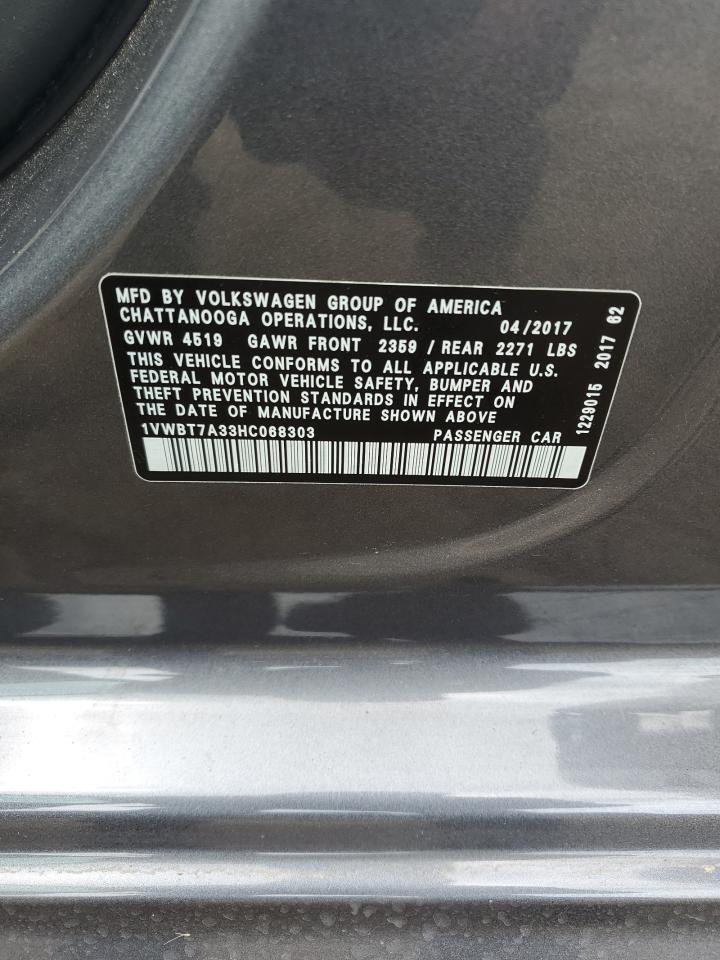 MFD BY VOLKSWAGEN GROUP OF AMERICA
CHATTANOOGA OPERATIONS, LLC. 04/2017
GVWR 4519 GAWR FRONT 2359 / REAR 2271 LBS
THIS VEHICLE CONFORMS TO ALL APPLICABLE U.S.
FEDERAL MOTOR VEHICLE SAFETY, BUMPER AND
THEFT PREVENTION STANDARDS IN EFFECT ON
THE DATE OF MANUFACTURE SHOWN ABOVE
1VWBT7A33HC068303 PASSENGER CAR
1229015 2017 62